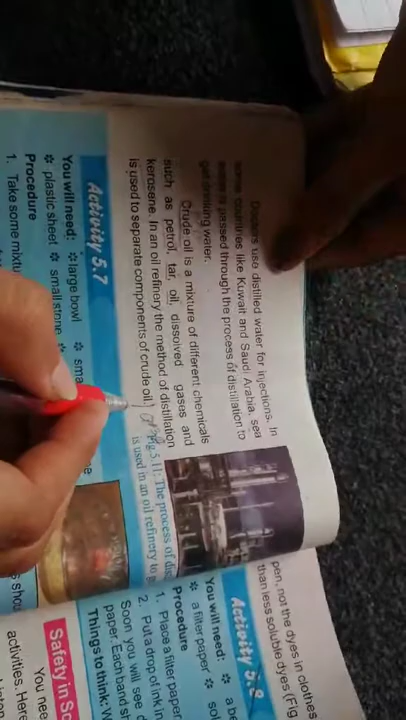 Doctors use distilled water for injections. In
some countries like Kuwait and Saudi Arabia, sea
water is passed through the process of distillation to
get drinking water.
Crude oil is a mixture of different chemicals
such as petrol, tar, oil, dissolved gases and
kerosene. In an oil refinery the method of distillation
is used to separate components of crude oil.
Activity 5.7
You will need: ✲ large bowl ✲
✲ plastic sheet ✲ small stone ✲
Procedure
1. Take some
Fig 5.11: The process of
is used in an oil refinery to
pen, not the dyes in clothes
than less soluble dyes (Fig
Activity 5.8
You will need: ✲ a
✲ a filter paper ✲
Procedure
1. Place a filter paper
2. Put a drop of ink in
Soon you will see
paper. Each band
Things to think:
Safety in
You
activities. Here